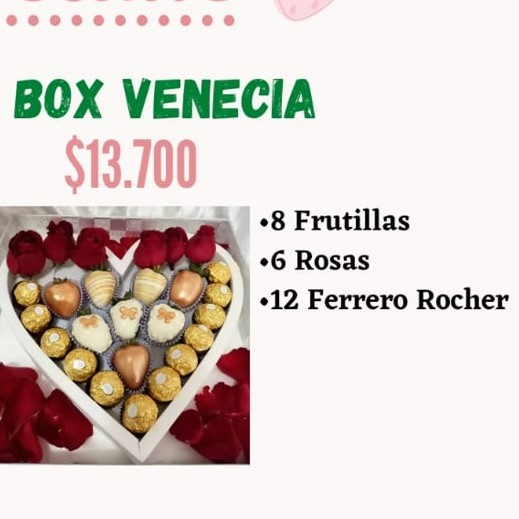 BOX VENECIA
$13.700
•8 Frutillas
•6 Rosas
•12 Ferrero Rocher